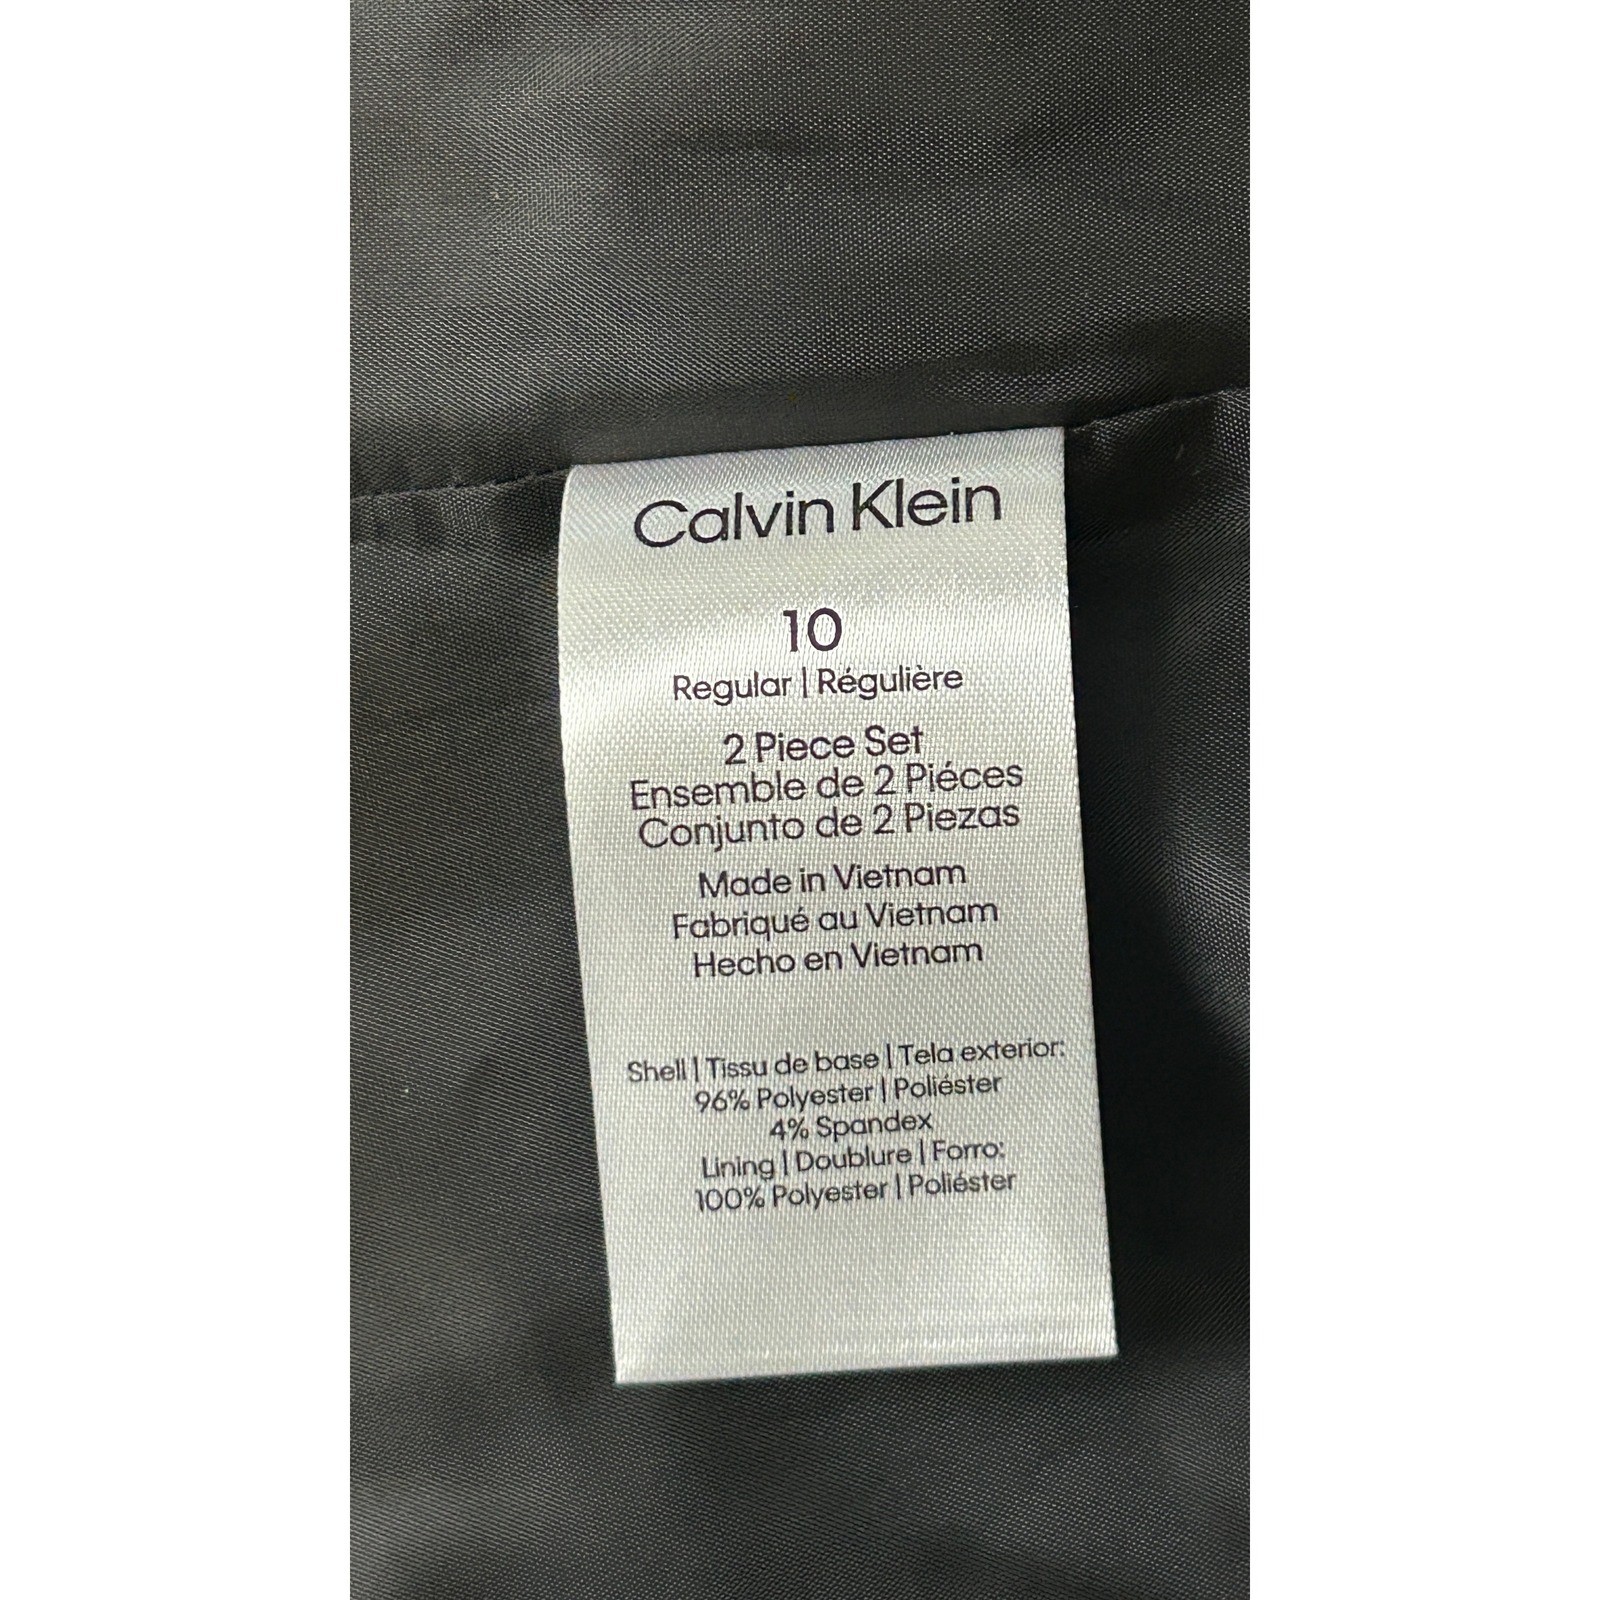 Calvin Klein
10
Regular | Régulière
2 Piece Set
Ensemble de 2 Piéces
Conjunto de 2 Piezas
Made in Vietnam
Fabriqué au Vietnam
Hecho en Vietnam
Shell | Tissu de base | Tela exterior:
96% Polyester | Poliéster
4% Spandex
Lining | Doublure | Forro:
100% Polyester | Poliéster